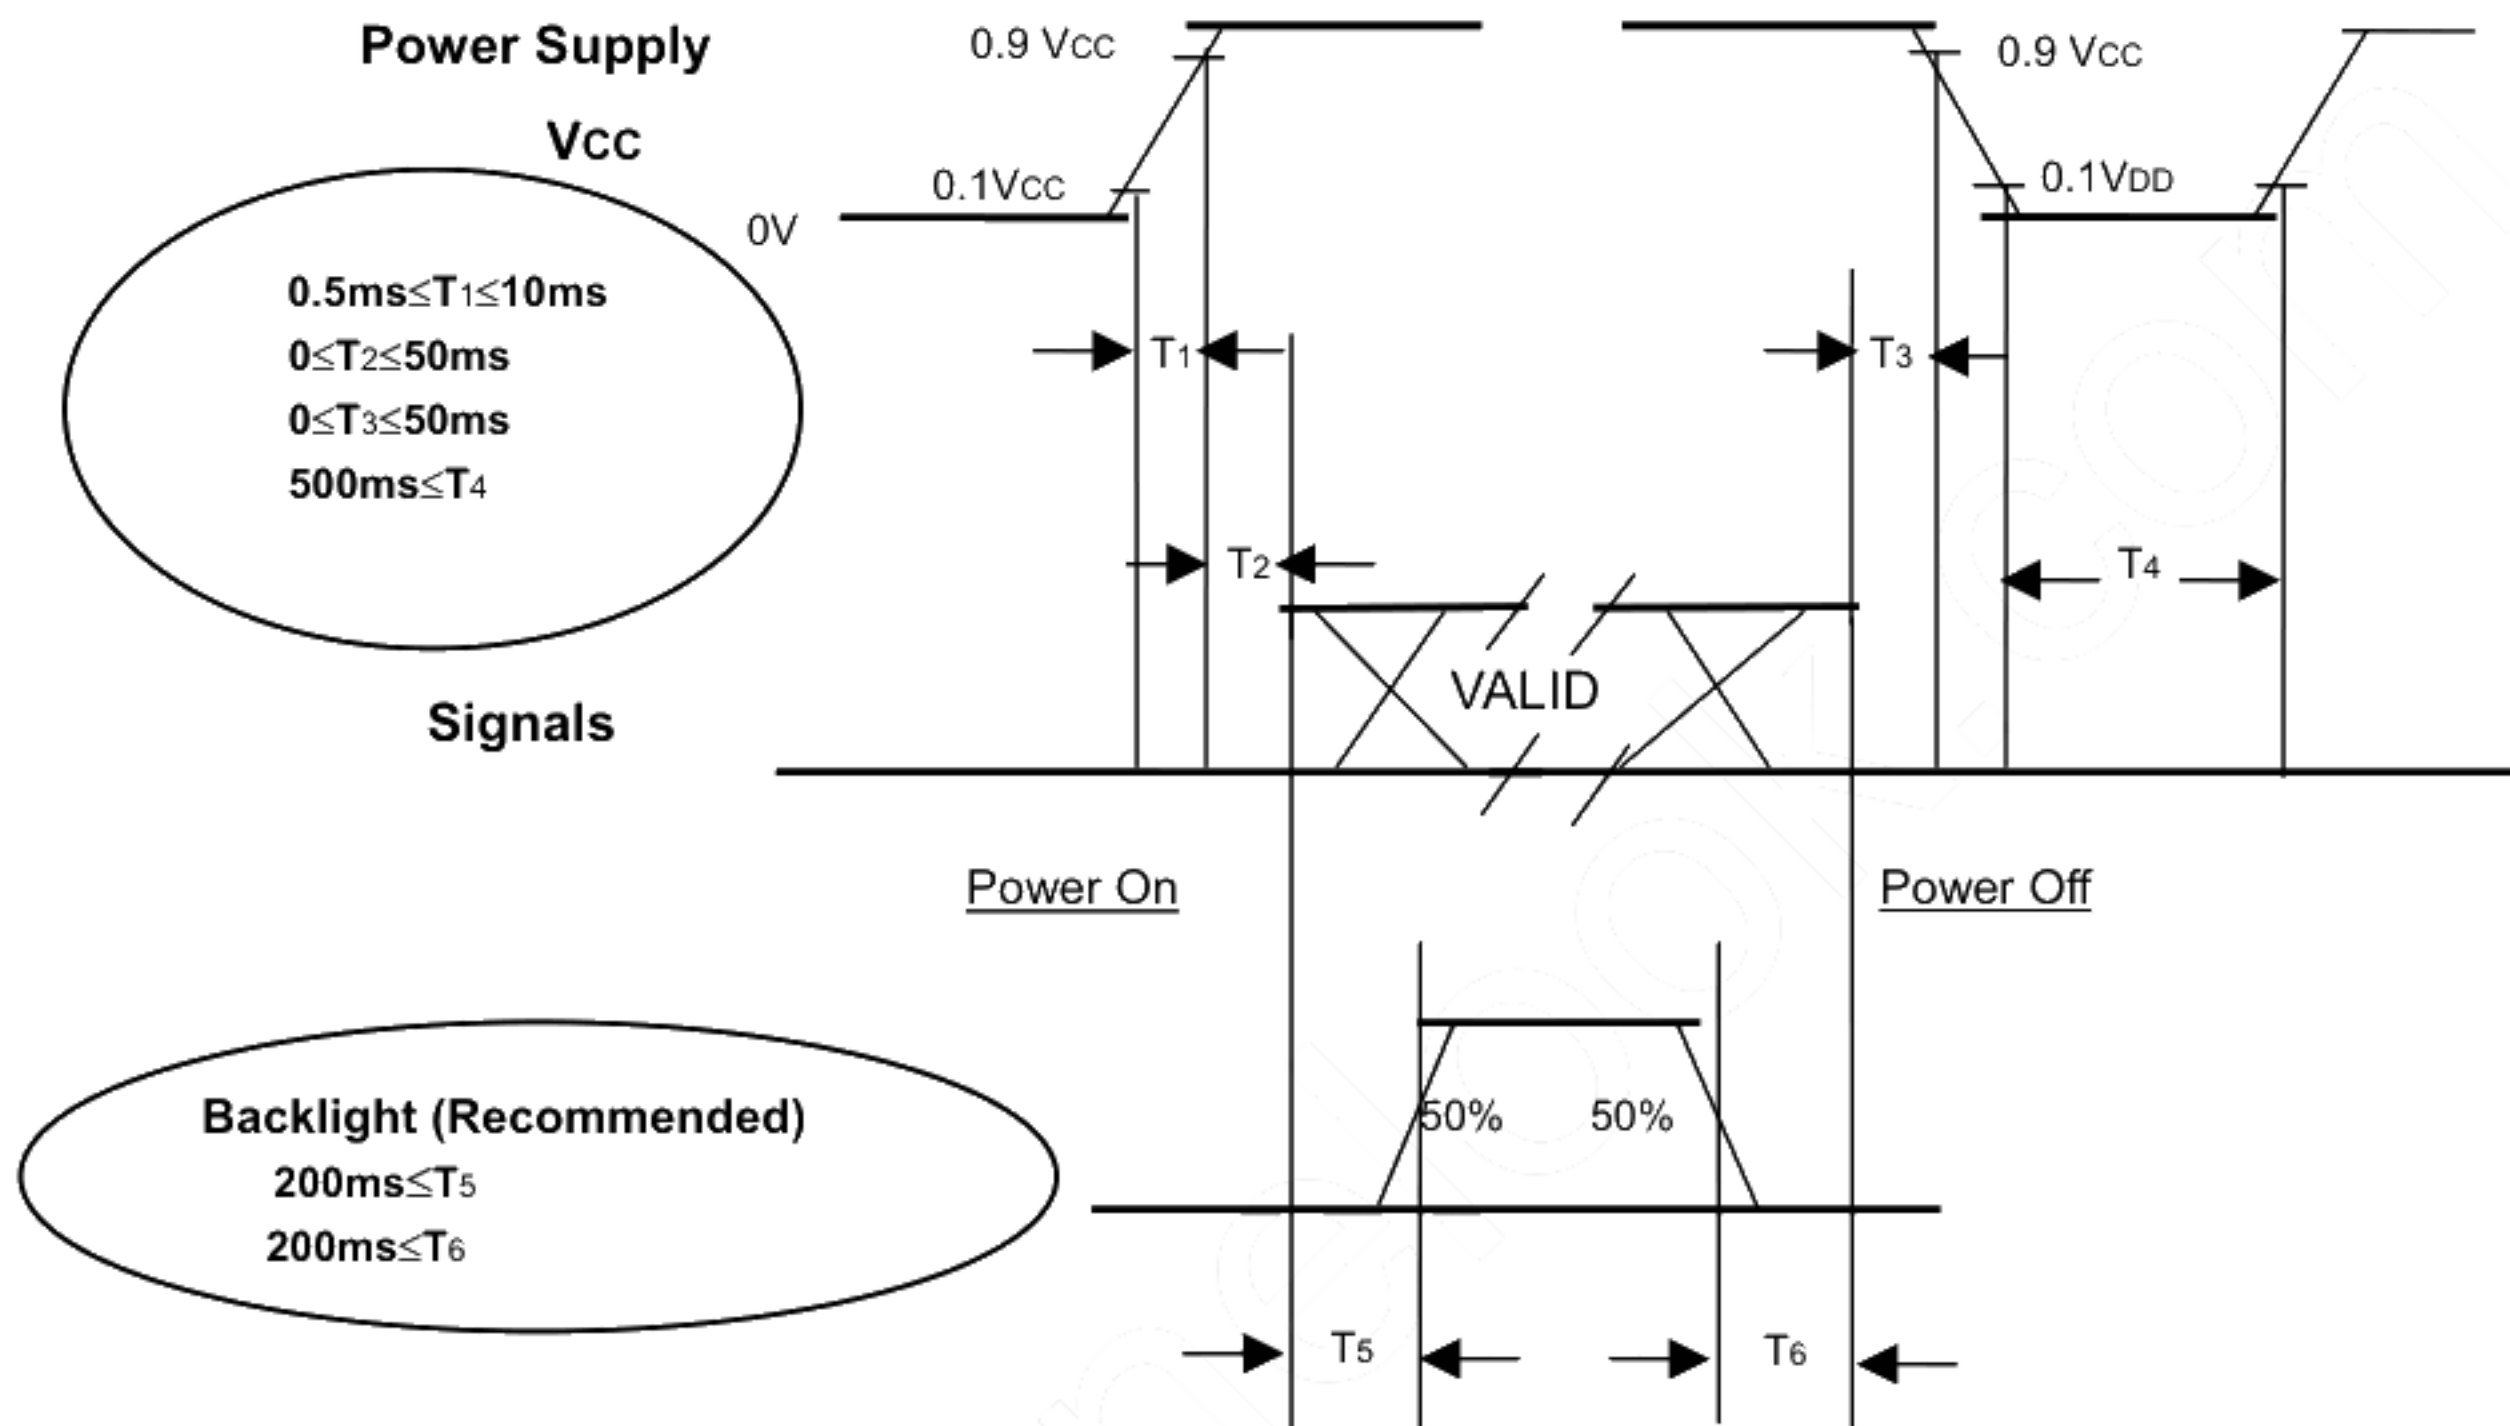 Power Supply
VCC
0.9 VCC
0.9 VCC
0.1VCC
0.1VDD
0V
0.5ms≤T1≤10ms
0≤T2≤50ms
0≤T3≤50ms
500ms≤T4
T1
T3
T2
T4
VALID
Signals
Power On
Power Off
Backlight (Recommended)
200ms≤T5
200ms≤T6
50%
50%
T5
T6